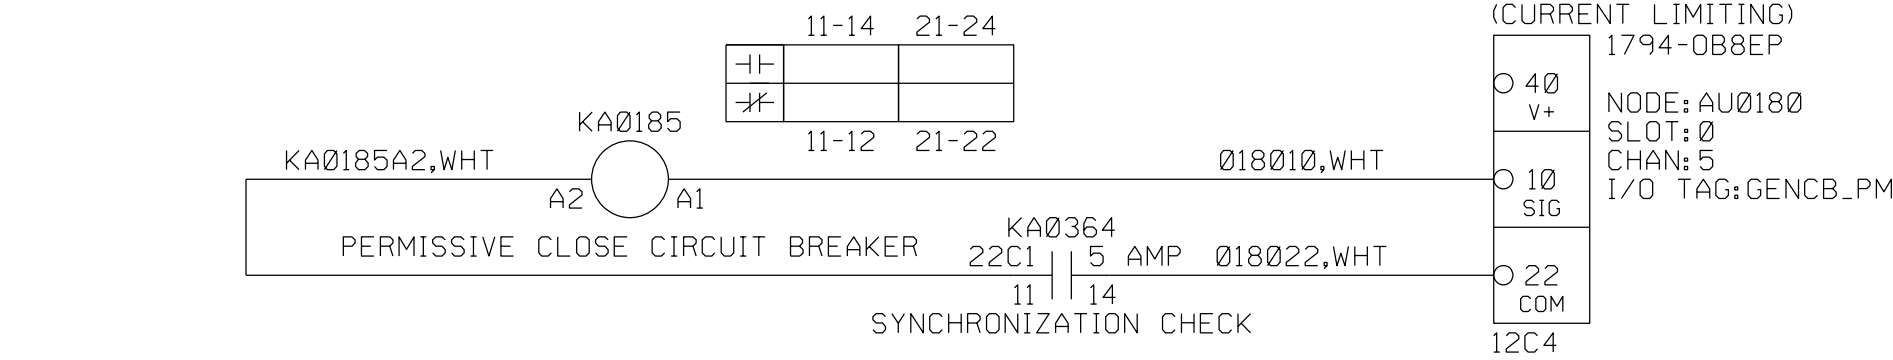 (CURRENT LIMITING)
11-14 21-24
1794-OB8EP
40
V+
NODE:AU0180
KA0185
SLOT:0
11-12 21-22
KA0185A2,WHT
018010,WHT
CHAN:5
A2 A1
10
I/O TAG:GENCB_PM
SIG
KA0364
PERMISSIVE CLOSE CIRCUIT BREAKER
22C1 5 AMP 018022,WHT
22
11 14
COM
SYNCHRONIZATION CHECK
12C4